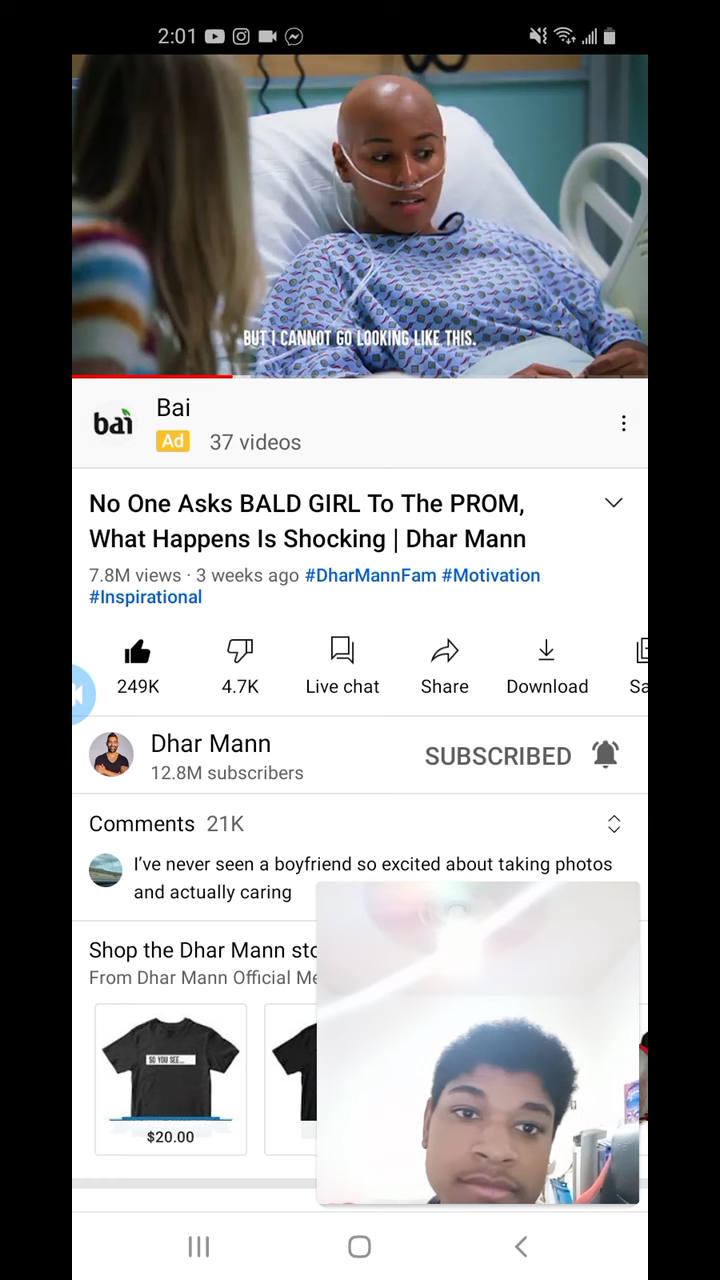 2:01
BUT I CANNOT GO LOOKING LIKE THIS.
bai
Bai
Ad 37 videos
No One Asks BALD GIRL To The PROM,
What Happens Is Shocking | Dhar Mann
7.8M views · 3 weeks ago #DharMannFam #Motivation
#Inspirational
249K 4.7K Live chat Share Download Sa
Dhar Mann
12.8M subscribers
SUBSCRIBED
Comments 21K
I've never seen a boyfriend so excited about taking photos
and actually caring
Shop the Dhar Mann sto
From Dhar Mann Official Me
SO YOU SEE...
$20.00